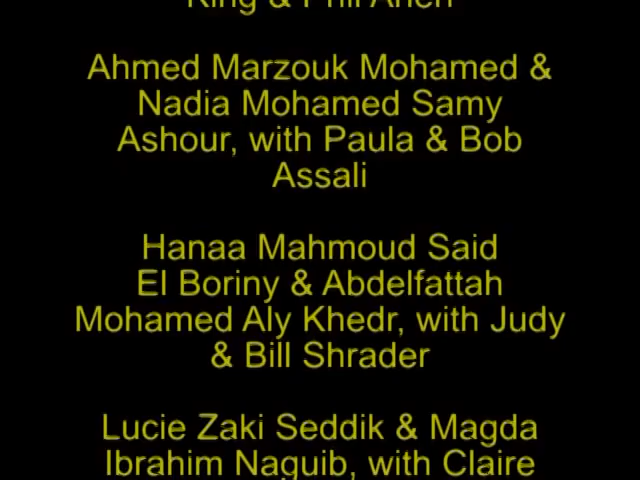 Ahmed Marzouk Mohamed &
Nadia Mohamed Samy
Ashour, with Paula & Bob
Assali
Hanaa Mahmoud Said
El Boriny & Abdelfattah
Mohamed Aly Khedr, with Judy
& Bill Shrader
Lucie Zaki Seddik & Magda
Ibrahim Naguib, with Claire